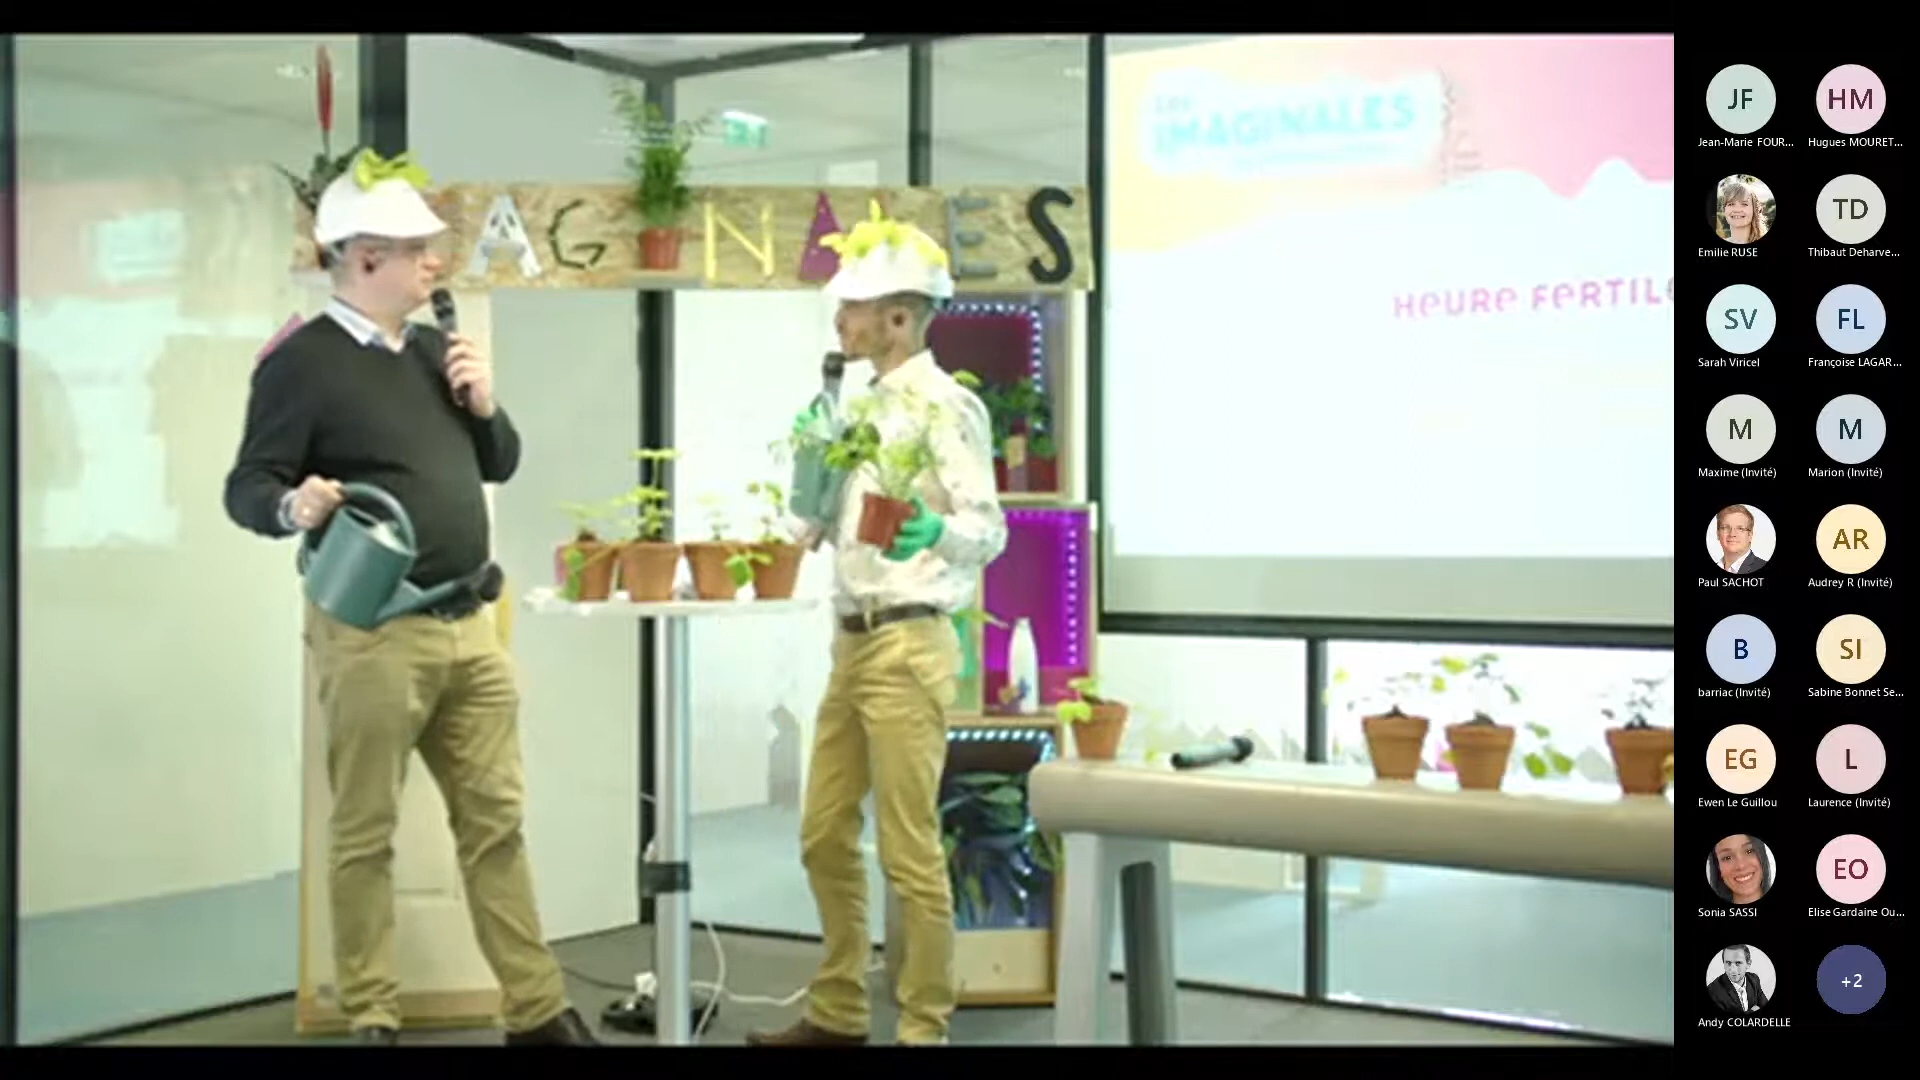 AG NALES
Les
IMAGINALES
HEURE FERTILE
JF
Jean-Marie FOUR...
HM
Hugues MOURET...
Emilie RUSE
TD
Thibaut Deharve...
SV
Sarah Viricel
FL
Françoise LAGAR...
M
Maxime (Invité)
M
Marion (Invité)
Paul SACHOT
AR
Audrey R (Invité)
B
barriac (Invité)
SI
Sabine Bonnet Se...
EG
Ewen Le Guillou
L
Laurence (Invité)
Sonia SASSI
EO
Elise Gardaine Ou...
Andy COLARDELLE
+2